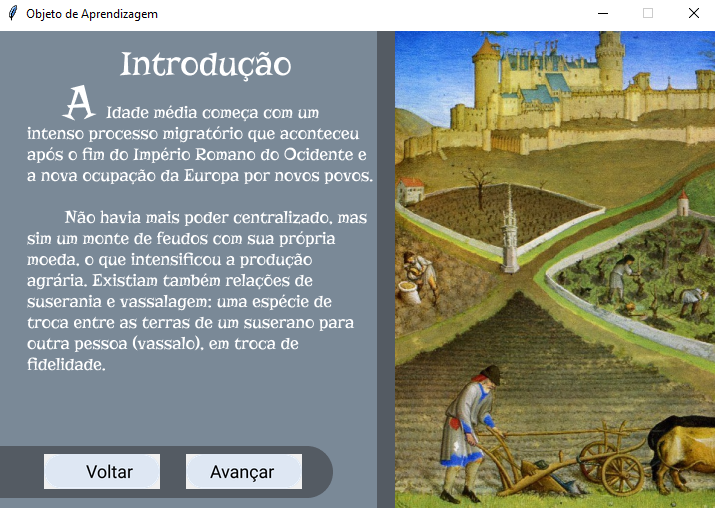 Objeto de Aprendizagem
Introdução
A Idade média começa com um
intenso processo migratório que aconteceu
após o fim do Império Romano do Ocidente e
a nova ocupação da Europa por novos povos.
Não havia mais poder centralizado, mas
sim um monte de feudos com sua própria
moeda, o que intensificou a produção
agrária. Existiam também relações de
suserania e vassalagem: uma espécie de
troca entre as terras de um suserano para
outra pessoa (vassalo), em troca de
fidelidade.
Voltar
Avançar